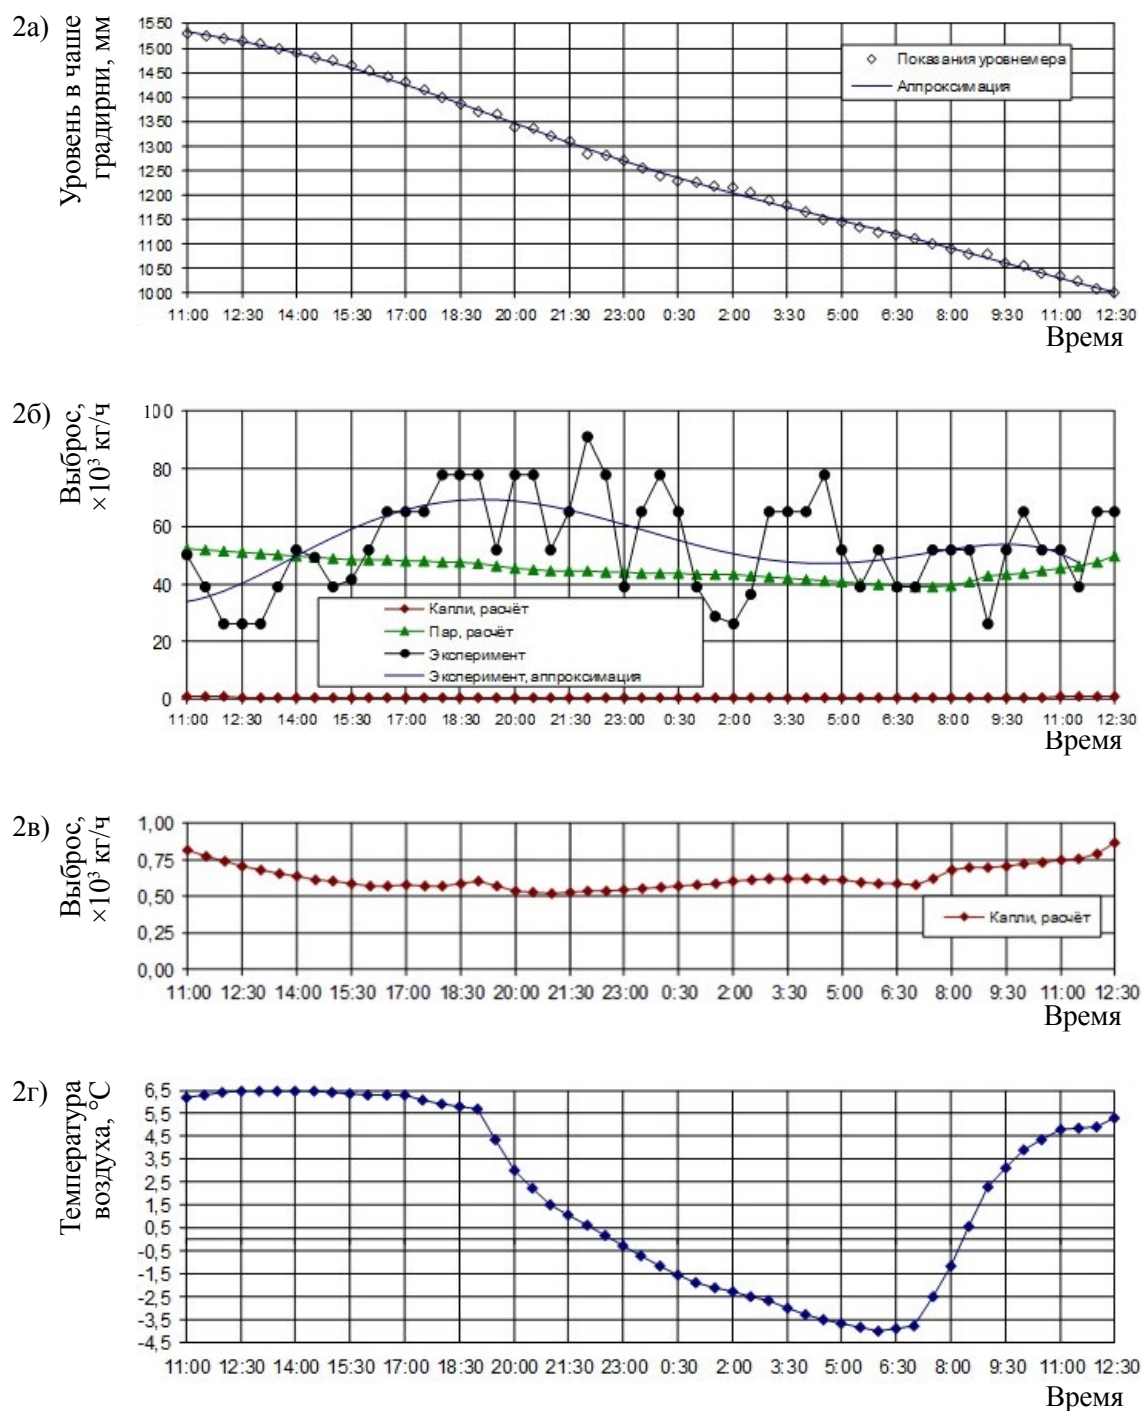 2а)
Уровень в чаше
градирни, мм
1550
1500
1450
1400
1350
1300
1250
1200
1150
1100
1050
1000
Показания уровнемера
Аппроксимация
11:00 12:30 14:00 15:30 17:00 18:30 20:00 21:30 23:00 0:30 2:00 3:30 5:00 6:30 8:00 9:30 11:00 12:30
Время
2б)
Выброс,
×10³ кг/ч
100
80
60
40
20
0
Капли, расчёт
Пар, расчёт
Эксперимент
Эксперимент, аппроксимация
11:00 12:30 14:00 15:30 17:00 18:30 20:00 21:30 23:00 0:30 2:00 3:30 5:00 6:30 8:00 9:30 11:00 12:30
Время
2в)
Выброс,
×10³ кг/ч
1,00
0,75
0,50
0,25
0,00
Капли, расчёт
11:00 12:30 14:00 15:30 17:00 18:30 20:00 21:30 23:00 0:30 2:00 3:30 5:00 6:30 8:00 9:30 11:00 12:30
Время
2г)
Температура
воздуха, °С
6,5
5,5
4,5
3,5
2,5
1,5
0,5
-0,5
-1,5
-2,5
-3,5
-4,5
11:00 12:30 14:00 15:30 17:00 18:30 20:00 21:30 23:00 0:30 2:00 3:30 5:00 6:30 8:00 9:30 11:00 12:30
Время